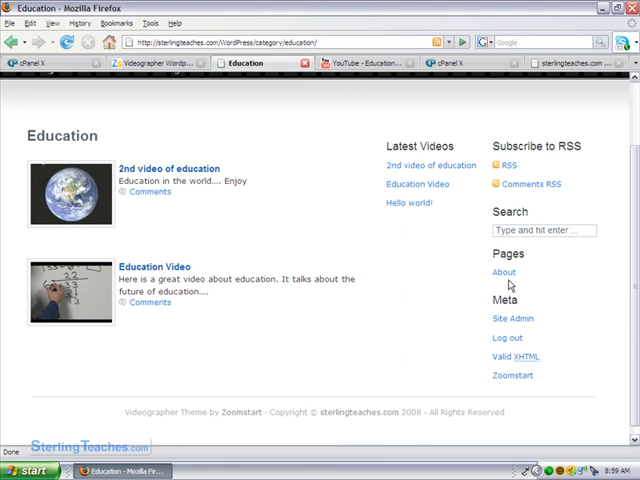 Education - Mozilla Firefox
File Edit View History Bookmarks Tools Help
http://sterlingteaches.com/WordPress/category/education/
Google
cPanel X
Videographer Wordp...
Education
YouTube - Education...
cPanel X
sterlingteaches.com ...
Education
2nd video of education
Education in the world.... Enjoy
Comments
Education Video
Here is a great video about education. It talks about the
future of education....
Comments
Latest Videos
2nd video of education
Education Video
Hello world!
Subscribe to RSS
RSS
Comments RSS
Search
Type and hit enter ...
Pages
About
Meta
Site Admin
Log out
Valid XHTML
Zoomstart
Videographer Theme by Zoomstart · Copyright © sterlingteaches.com 2008 - All Rights Reserved
Done
SterlingTeaches.com
start
Education - Mozilla Fir...
8:59 AM